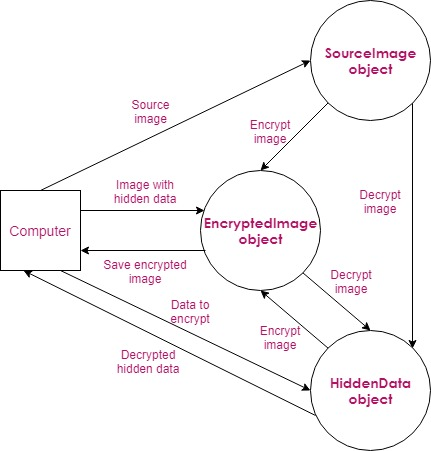 SourceImage
object
Source
image
Encrypt
image
Image with
hidden data
Decrypt
image
Computer
EncryptedImage
object
Save encrypted
image
Decrypt
image
Data to
encrypt
Encrypt
image
Decrypted
hidden data
HiddenData
object